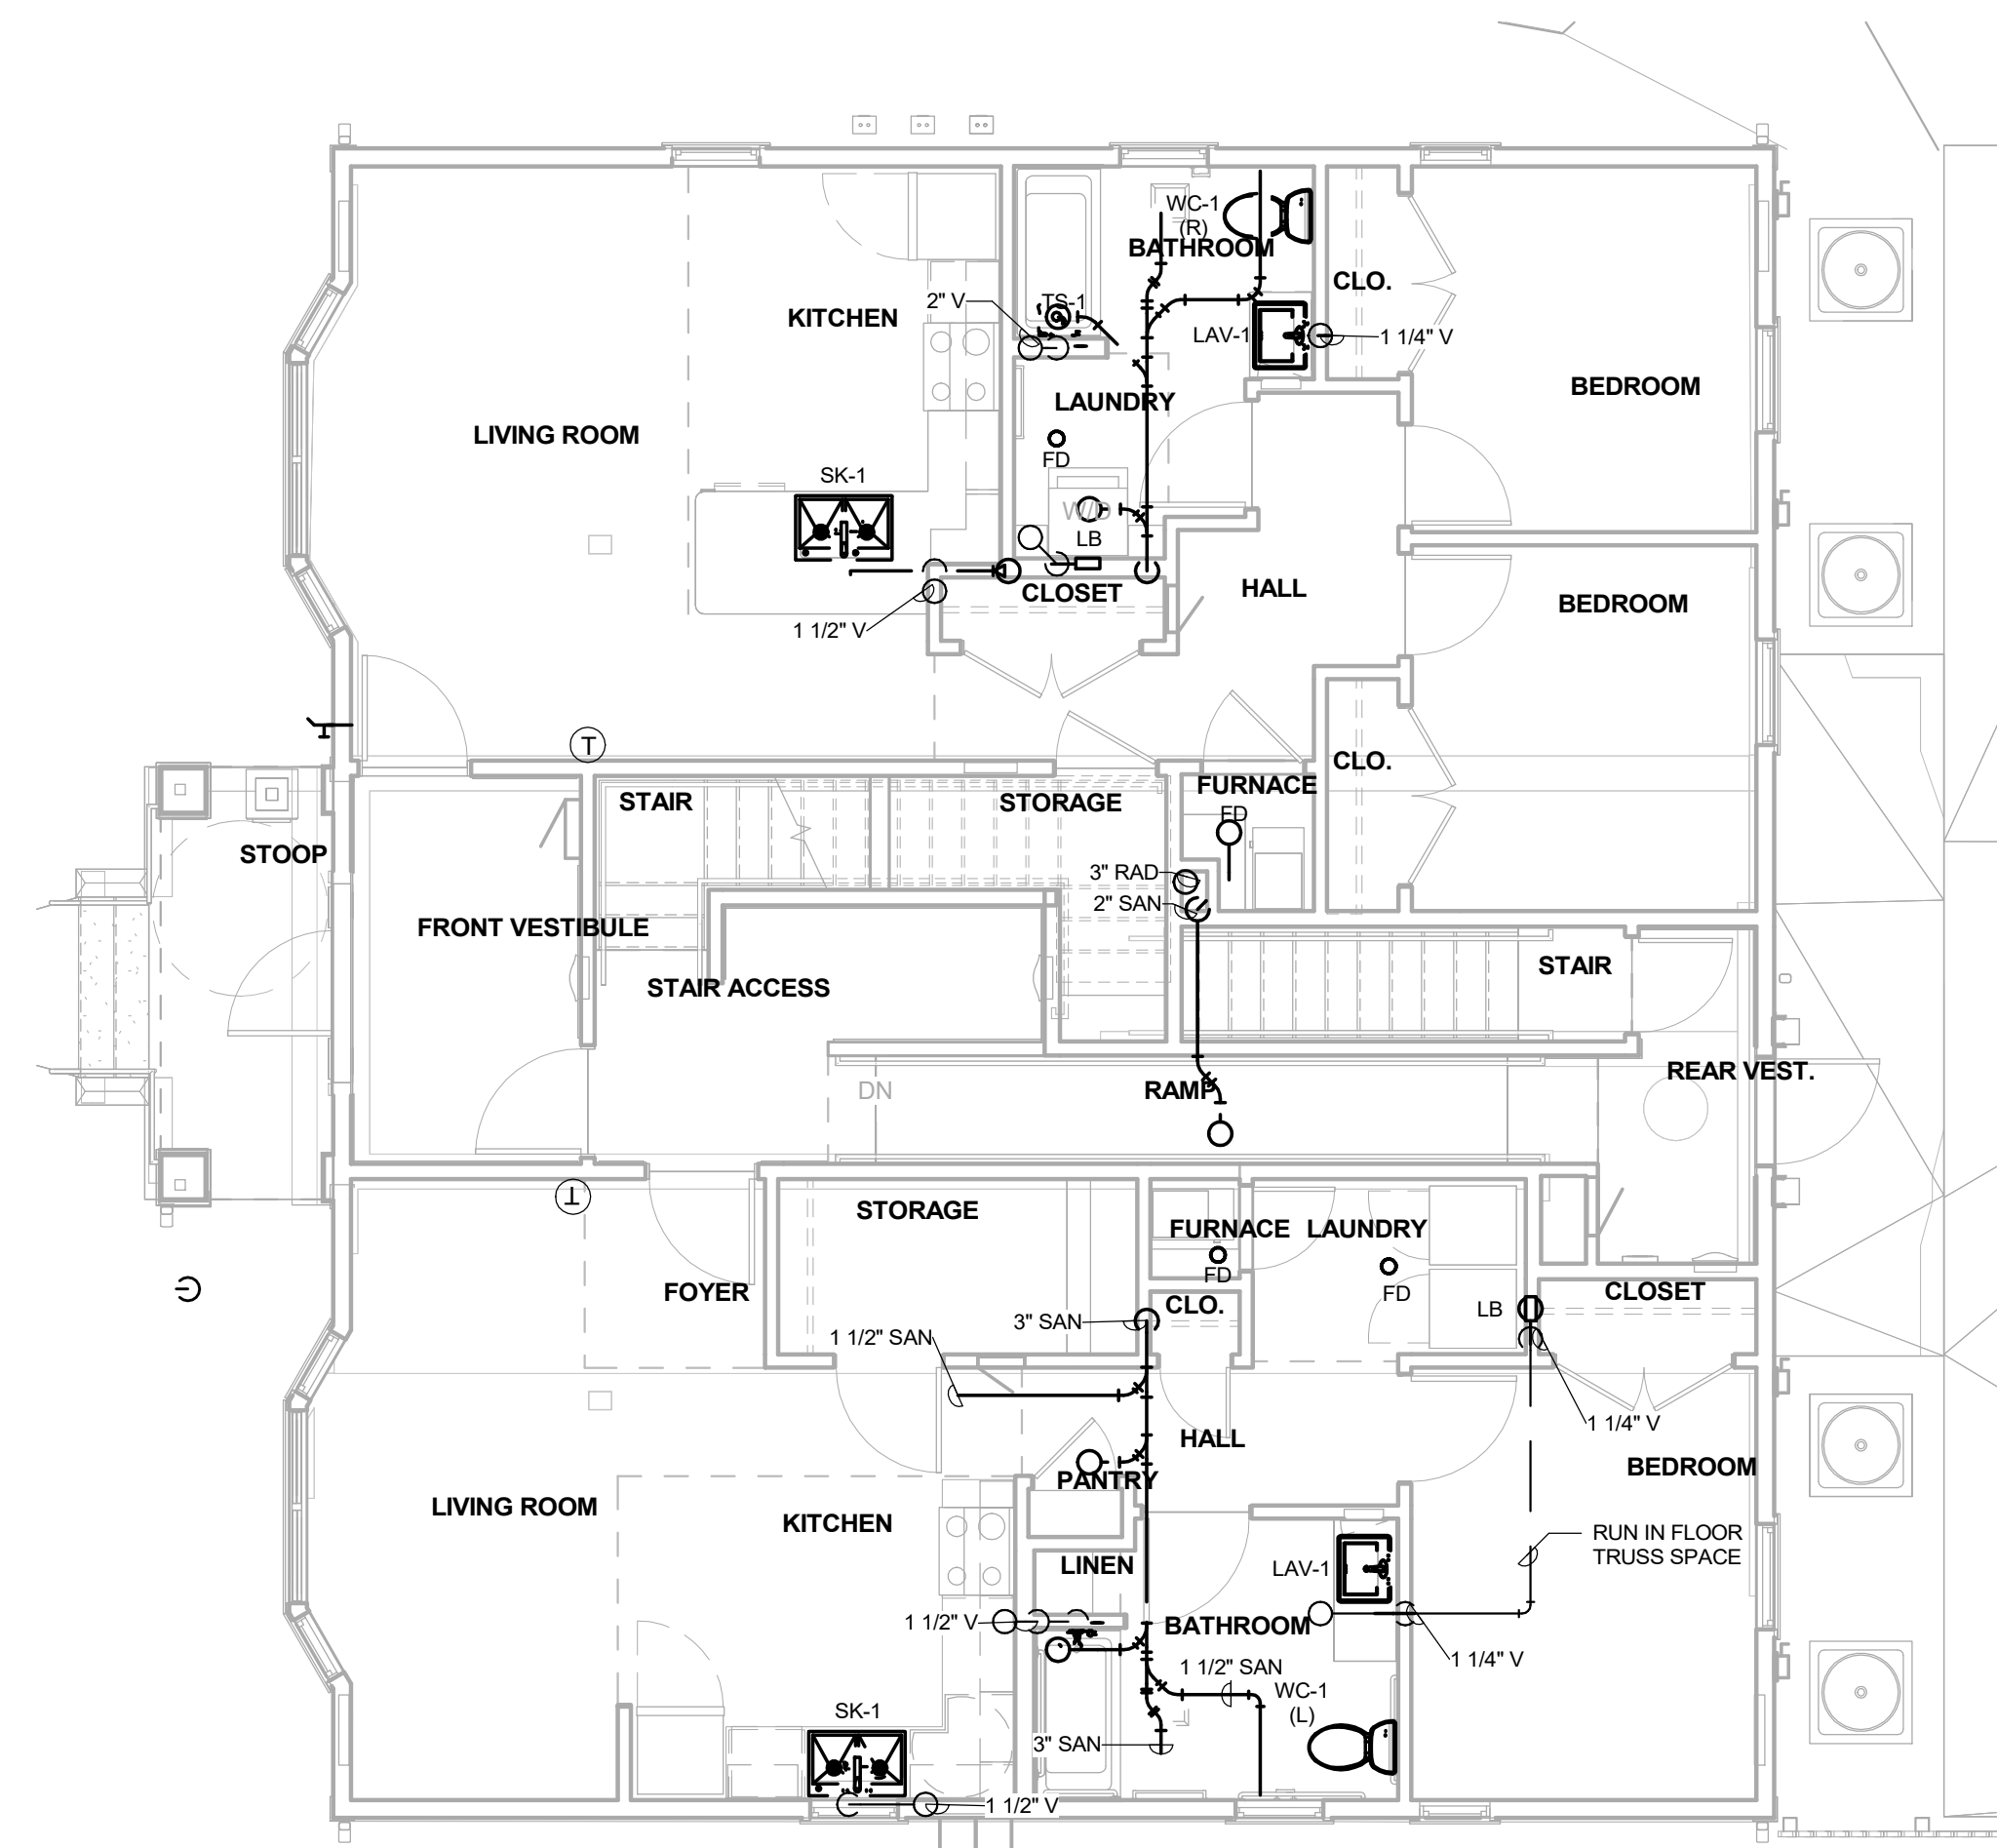 WC-1
(R)
BATHROOM
CLO.
2" V
TS-1
KITCHEN
LAV-1
1 1/4" V
BEDROOM
LAUNDRY
LIVING ROOM
FD
SK-1
W/D
LB
CLOSET
HALL
BEDROOM
1 1/2" V
T
CLO.
FURNACE
STAIR
STORAGE
FD
STOOP
3" RAD
2" SAN
FRONT VESTIBULE
STAIR
STAIR ACCESS
REAR VEST.
DN
RAMP
T
STORAGE
FURNACE
LAUNDRY
FD
FD
FOYER
CLOSET
CLO.
LB
3" SAN
1 1/2" SAN
1 1/4" V
HALL
BEDROOM
PANTRY
LIVING ROOM
KITCHEN
RUN IN FLOOR
TRUSS SPACE
LINEN
LAV-1
1 1/2" V
BATHROOM
1 1/4" V
1 1/2" SAN
WC-1
(L)
SK-1
3" SAN
1 1/2" V